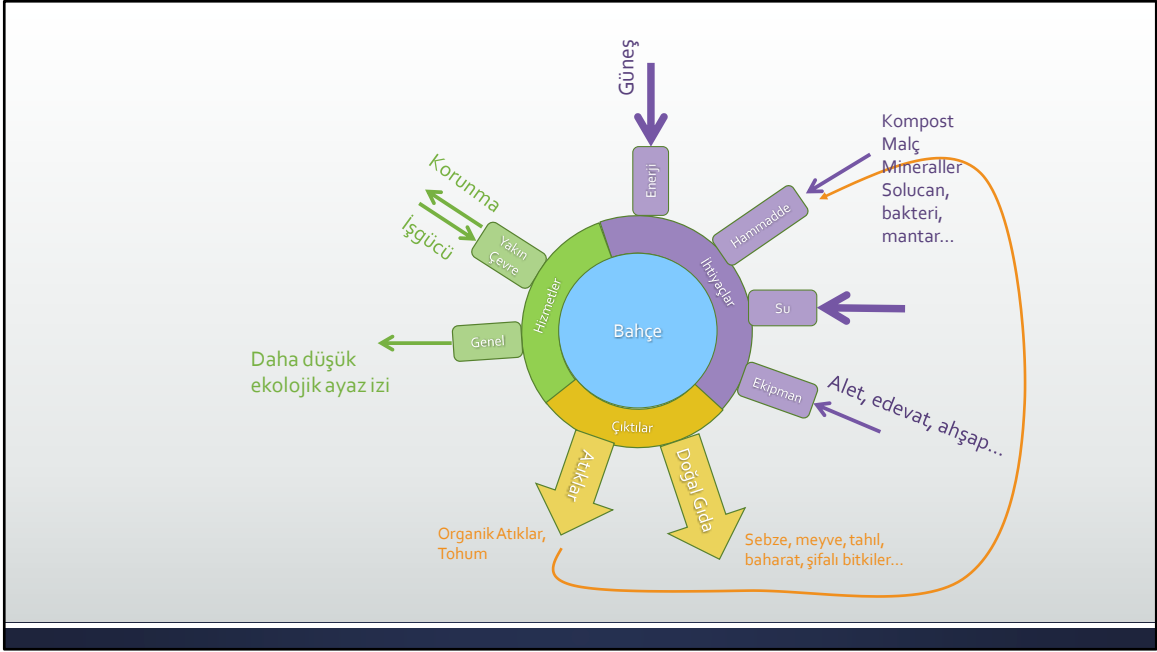 Güneş
Kompost
Malç
Mineraller
Solucan,
bakteri,
mantar...
Enerji
Hammadde
Korunma
İşgücü
Yakın
Çevre
İhtiyaçlar
Hizmetler
Su
Bahçe
Genel
Daha düşük
ekolojik ayaz izi
Ekipman
Alet, edevat, ahşap...
Çıktılar
Atıklar
Doğal Gıda
Organik Atıklar,
Tohum
Sebze, meyve, tahıl,
baharat, şifalı bitkiler...